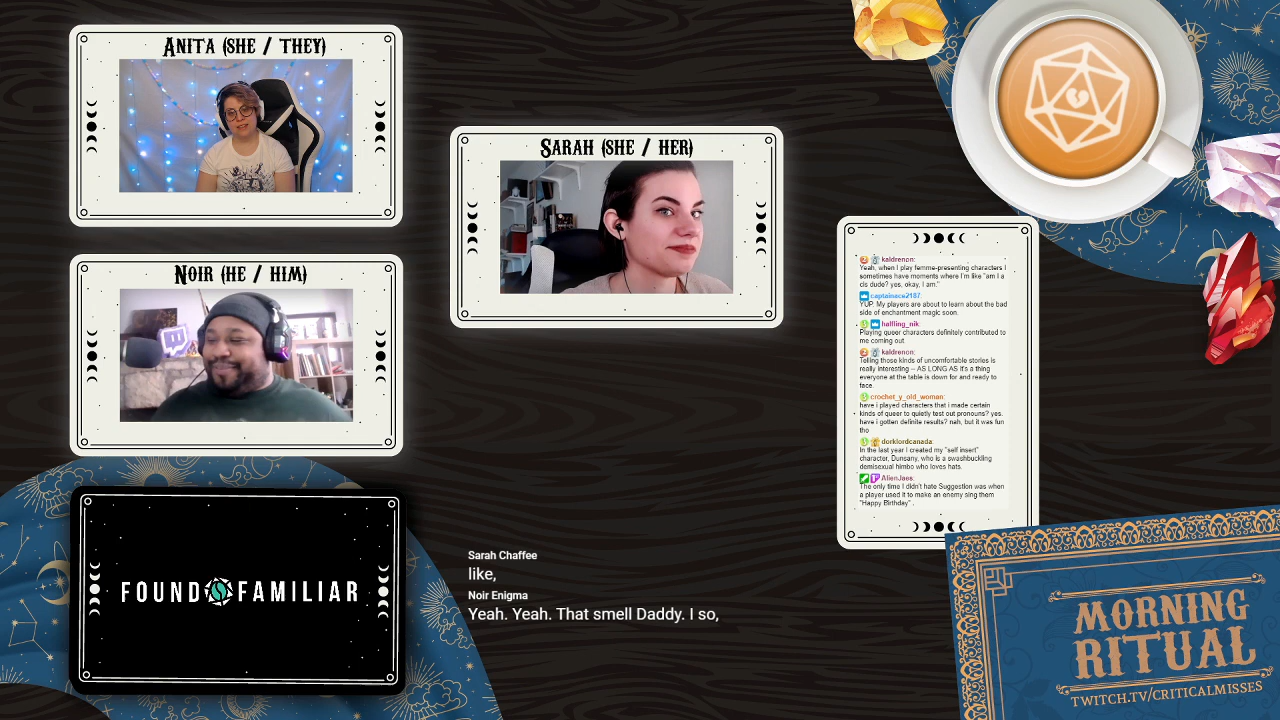 ANITA (SHE / THEY)
SARAH (SHE / HER)
NOIR (HE / HIM)
kaldrenon:
Yeah, when I play femme-presenting characters I
sometimes have moments where I'm like "am I a
cis dude? yes, okay, I am."
captainace2187:
YUP. My players are about to learn about the bad
side of enchantment magic soon.
halfling_nik:
Playing queer characters definitely contributed to
me coming out
kaldrenon:
Telling those kinds of uncomfortable stories is
really interesting -- AS LONG AS it's a thing
everyone at the table is down for and ready to
face.
crochet_y_old_woman:
have i played characters that i made certain
kinds of queer to quietly test out pronouns? yes.
have i gotten definite results? nah, but it was fun
tho
dorklordcanada:
In the last year I created my "self insert"
character, Dunsany, who is a swashbuckling
demisexual himbo who loves hats.
AlienJaes:
The only time I didn't hate Suggestion was when
a player used it to make an enemy sing them
"Happy Birthday" .
FOUND FAMILIAR
Sarah Chaffee
like,
Noir Enigma
Yeah. Yeah. That smell Daddy. I so,
MORNING
RITUAL
TWITCH.TV/CRITICALMISSES